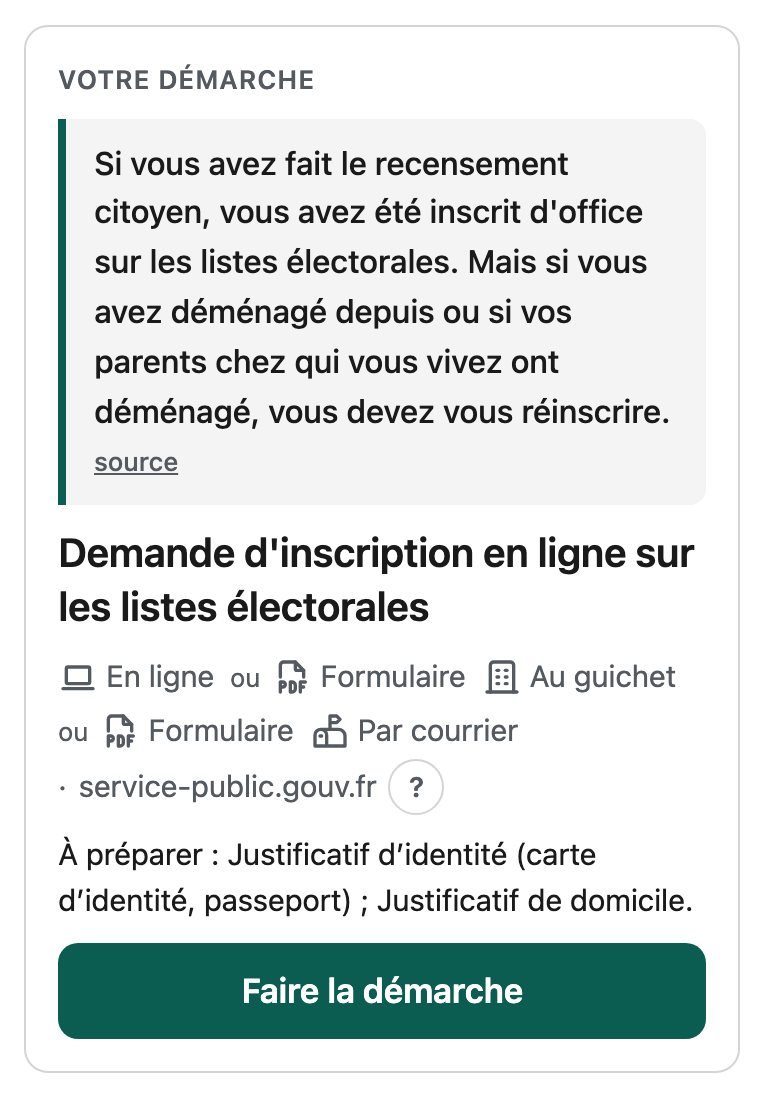 VOTRE DÉMARCHE
Si vous avez fait le recensement
citoyen, vous avez été inscrit d'office
sur les listes électorales. Mais si vous
avez déménagé depuis ou si vos
parents chez qui vous vivez ont
déménagé, vous devez vous réinscrire.
source
Demande d'inscription en ligne sur
les listes électorales
En ligne ou PDF Formulaire Au guichet
ou PDF Formulaire Par courrier
· service-public.gouv.fr ?
À préparer : Justificatif d’identité (carte
d’identité, passeport) ; Justificatif de domicile.
Faire la démarche